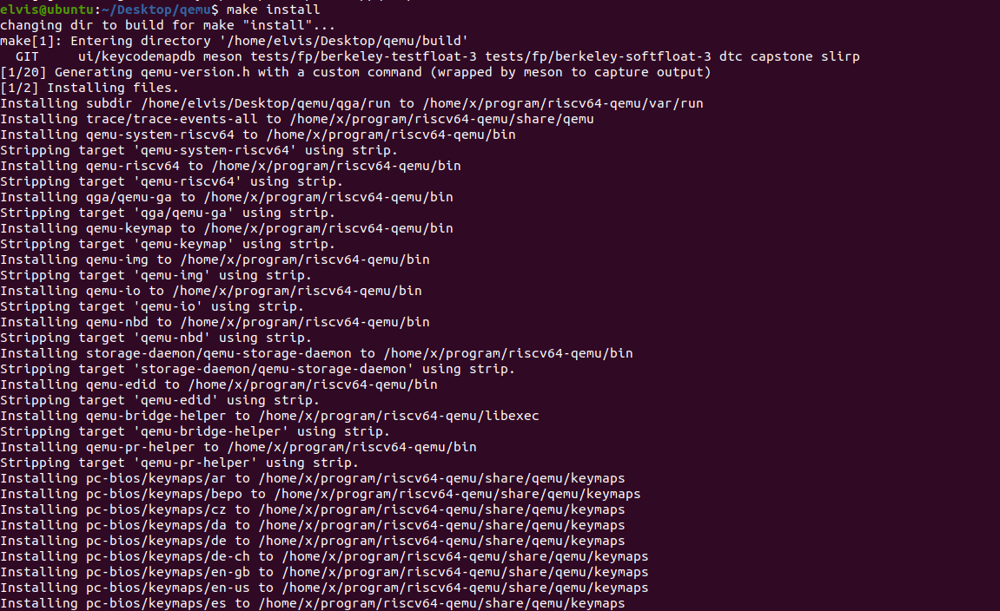 elvis@ubuntu:~/Desktop/qemu$ make install
changing dir to build for make "install"...
make[1]: Entering directory '/home/elvis/Desktop/qemu/build'
  GIT     ui/keycodemapdb meson tests/fp/berkeley-testfloat-3 tests/fp/berkeley-softfloat-3 dtc capstone slirp
[1/20] Generating qemu-version.h with a custom command (wrapped by meson to capture output)
[1/2] Installing files.
Installing subdir /home/elvis/Desktop/qemu/qga/run to /home/x/program/riscv64-qemu/var/run
Installing trace/trace-events-all to /home/x/program/riscv64-qemu/share/qemu
Installing qemu-system-riscv64 to /home/x/program/riscv64-qemu/bin
Stripping target 'qemu-system-riscv64' using strip.
Installing qemu-riscv64 to /home/x/program/riscv64-qemu/bin
Stripping target 'qemu-riscv64' using strip.
Installing qga/qemu-ga to /home/x/program/riscv64-qemu/bin
Stripping target 'qga/qemu-ga' using strip.
Installing qemu-keymap to /home/x/program/riscv64-qemu/bin
Stripping target 'qemu-keymap' using strip.
Installing qemu-img to /home/x/program/riscv64-qemu/bin
Stripping target 'qemu-img' using strip.
Installing qemu-io to /home/x/program/riscv64-qemu/bin
Stripping target 'qemu-io' using strip.
Installing qemu-nbd to /home/x/program/riscv64-qemu/bin
Stripping target 'qemu-nbd' using strip.
Installing storage-daemon/qemu-storage-daemon to /home/x/program/riscv64-qemu/bin
Stripping target 'storage-daemon/qemu-storage-daemon' using strip.
Installing qemu-edid to /home/x/program/riscv64-qemu/bin
Stripping target 'qemu-edid' using strip.
Installing qemu-bridge-helper to /home/x/program/riscv64-qemu/libexec
Stripping target 'qemu-bridge-helper' using strip.
Installing qemu-pr-helper to /home/x/program/riscv64-qemu/bin
Stripping target 'qemu-pr-helper' using strip.
Installing pc-bios/keymaps/ar to /home/x/program/riscv64-qemu/share/qemu/keymaps
Installing pc-bios/keymaps/bepo to /home/x/program/riscv64-qemu/share/qemu/keymaps
Installing pc-bios/keymaps/cz to /home/x/program/riscv64-qemu/share/qemu/keymaps
Installing pc-bios/keymaps/da to /home/x/program/riscv64-qemu/share/qemu/keymaps
Installing pc-bios/keymaps/de to /home/x/program/riscv64-qemu/share/qemu/keymaps
Installing pc-bios/keymaps/de-ch to /home/x/program/riscv64-qemu/share/qemu/keymaps
Installing pc-bios/keymaps/en-gb to /home/x/program/riscv64-qemu/share/qemu/keymaps
Installing pc-bios/keymaps/en-us to /home/x/program/riscv64-qemu/share/qemu/keymaps
Installing pc-bios/keymaps/es to /home/x/program/riscv64-qemu/share/qemu/keymaps